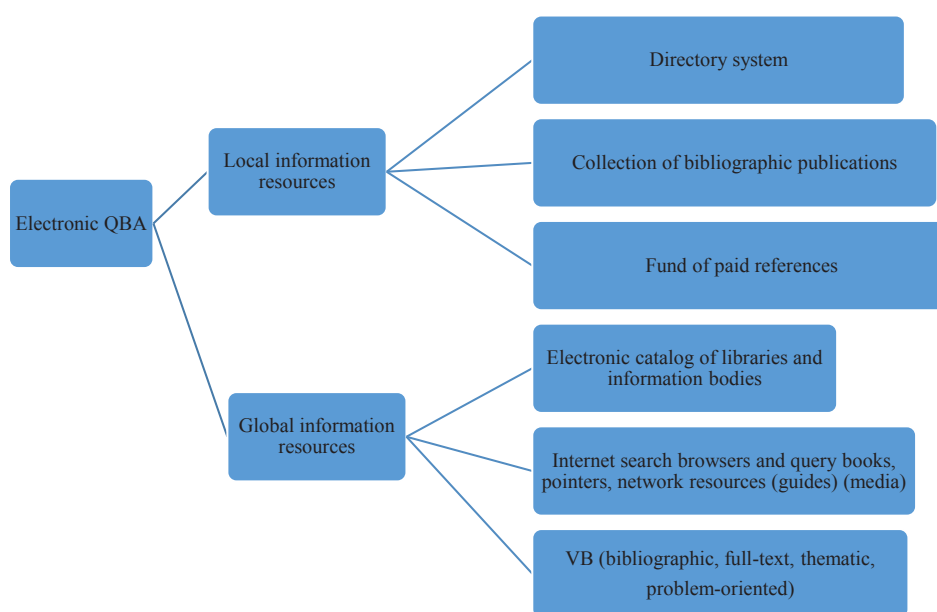 Electronic QBA
Local information
resources
Directory system
Collection of bibliographic publications
Fund of paid references
Global information
resources
Electronic catalog of libraries and
information bodies
Internet search browsers and query books,
pointers, network resources (guides) (media)
VB (bibliographic, full-text, thematic,
problem-oriented)